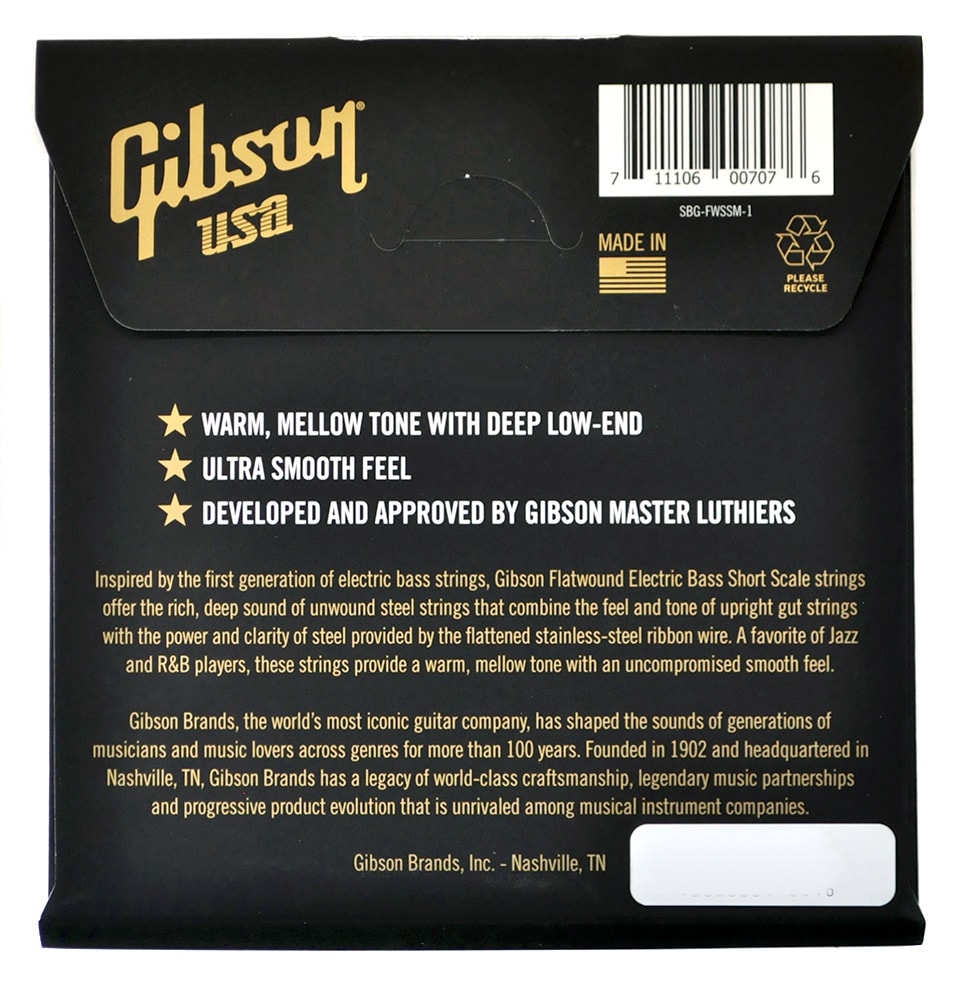 Gibson®
USA
7 11106 00707 6
SBG-FWSSM-1
MADE IN
PLEASE
RECYCLE
WARM, MELLOW TONE WITH DEEP LOW-END
ULTRA SMOOTH FEEL
DEVELOPED AND APPROVED BY GIBSON MASTER LUTHIERS
Inspired by the first generation of electric bass strings, Gibson Flatwound Electric Bass Short Scale strings
offer the rich, deep sound of unwound steel strings that combine the feel and tone of upright gut strings
with the power and clarity of steel provided by the flattened stainless-steel ribbon wire. A favorite of Jazz
and R&B players, these strings provide a warm, mellow tone with an uncompromised smooth feel.
Gibson Brands, the world's most iconic guitar company, has shaped the sounds of generations of
musicians and music lovers across genres for more than 100 years. Founded in 1902 and headquartered in
Nashville, TN, Gibson Brands has a legacy of world-class craftsmanship, legendary music partnerships
and progressive product evolution that is unrivaled among musical instrument companies.
Gibson Brands, Inc. - Nashville, TN